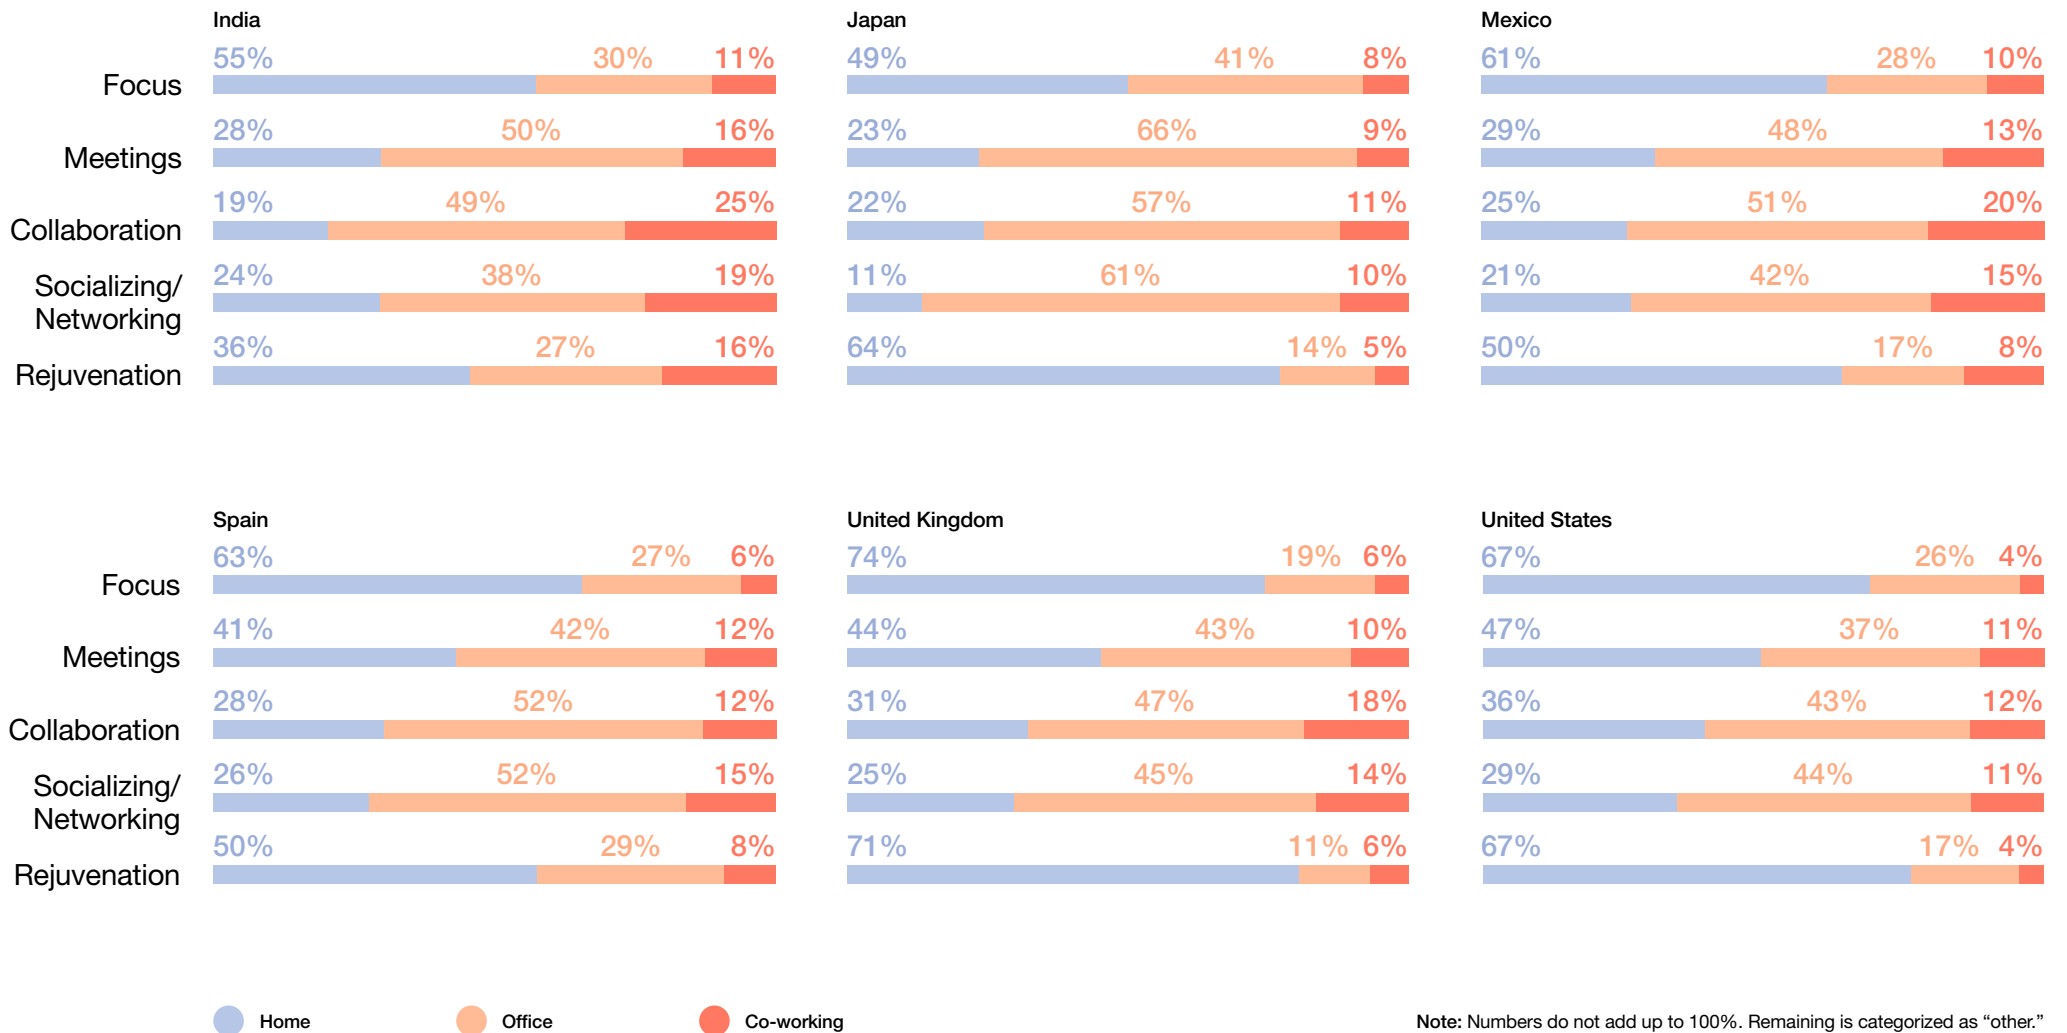 India
Japan
Mexico
55% 30% 11%
49% 41% 8%
61% 28% 10%
Focus
28% 50% 16%
23% 66% 9%
29% 48% 13%
Meetings
19% 49% 25%
22% 57% 11%
25% 51% 20%
Collaboration
24% 38% 19%
11% 61% 10%
21% 42% 15%
Socializing/
Networking
36% 27% 16%
64% 14% 5%
50% 17% 8%
Rejuvenation
Spain
United Kingdom
United States
63% 27% 6%
74% 19% 6%
67% 26% 4%
Focus
41% 42% 12%
44% 43% 10%
47% 37% 11%
Meetings
28% 52% 12%
31% 47% 18%
36% 43% 12%
Collaboration
26% 52% 15%
25% 45% 14%
29% 44% 11%
Socializing/
Networking
50% 29% 8%
71% 11% 6%
67% 17% 4%
Rejuvenation
Home
Office
Co-working
Note: Numbers do not add up to 100%. Remaining is categorized as “other.”